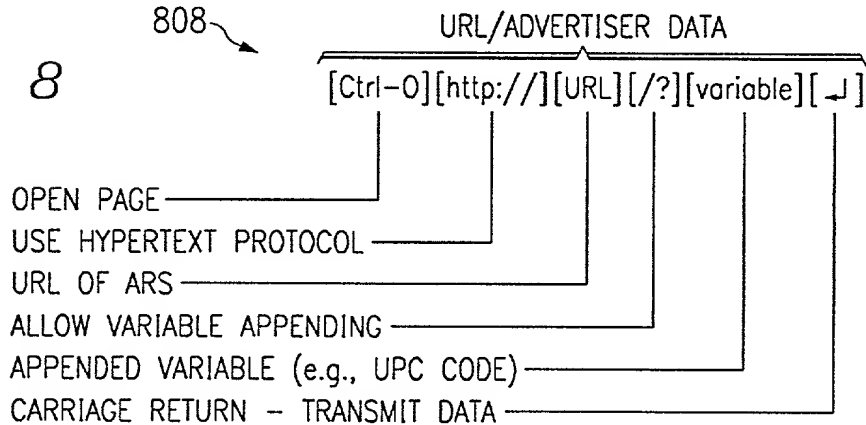 808
URL/ADVERTISER DATA
8
[Ctrl-O][http://][URL][/?][variable][↵]
OPEN PAGE
USE HYPERTEXT PROTOCOL
URL OF ARS
ALLOW VARIABLE APPENDING
APPENDED VARIABLE (e.g., UPC CODE)
CARRIAGE RETURN - TRANSMIT DATA